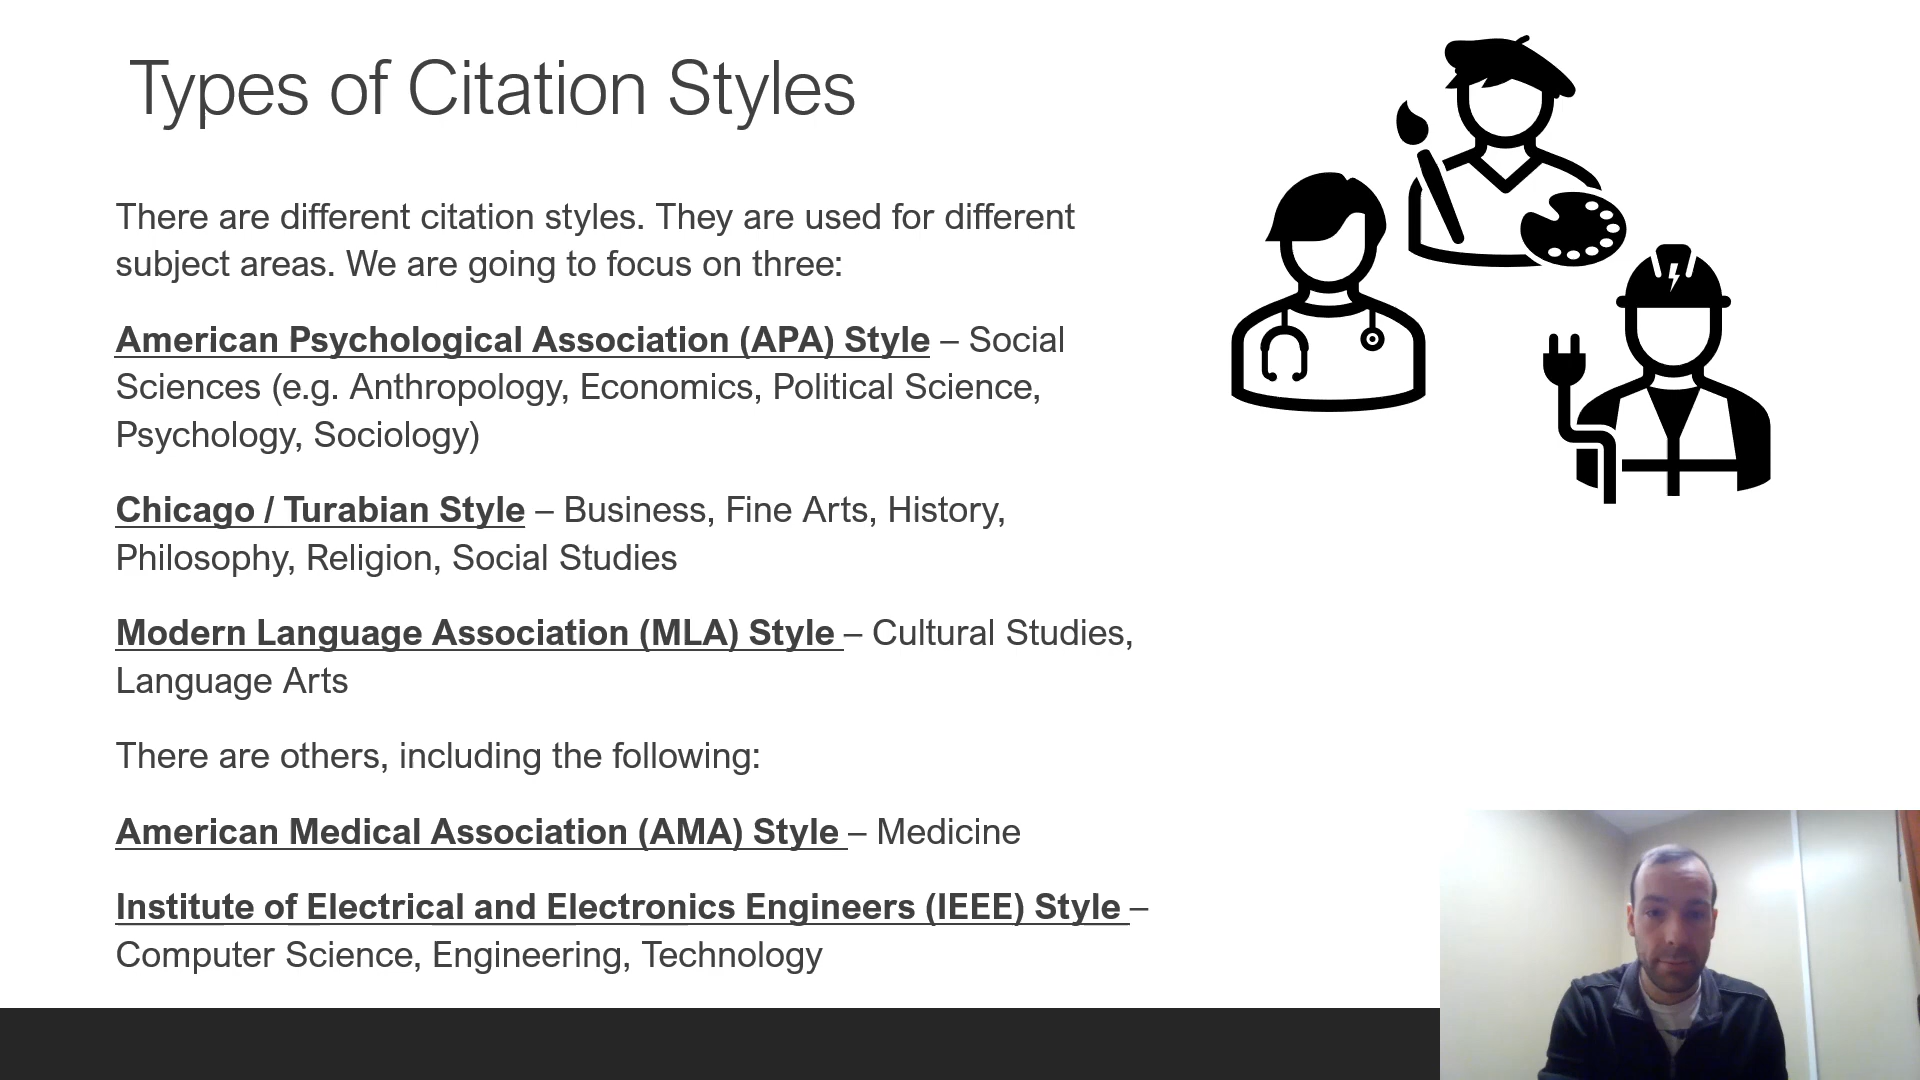 Types of Citation Styles
There are different citation styles. They are used for different
subject areas. We are going to focus on three:
American Psychological Association (APA) Style – Social
Sciences (e.g. Anthropology, Economics, Political Science,
Psychology, Sociology)
Chicago / Turabian Style – Business, Fine Arts, History,
Philosophy, Religion, Social Studies
Modern Language Association (MLA) Style – Cultural Studies,
Language Arts
There are others, including the following:
American Medical Association (AMA) Style – Medicine
Institute of Electrical and Electronics Engineers (IEEE) Style –
Computer Science, Engineering, Technology